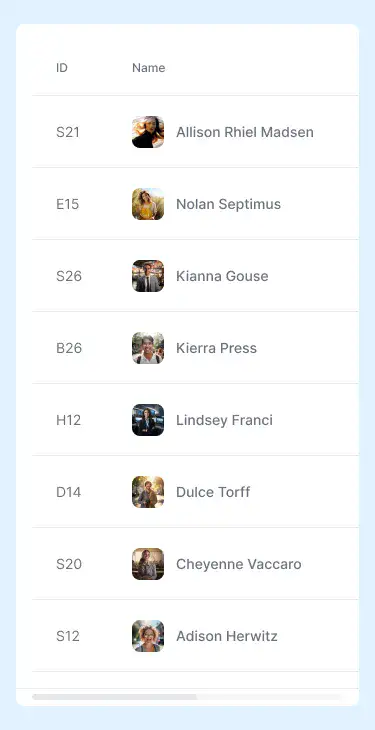 ID Name
S21 Allison Rhiel Madsen
E15 Nolan Septimus
S26 Kianna Gouse
B26 Kierra Press
H12 Lindsey Franci
D14 Dulce Torff
S20 Cheyenne Vaccaro
S12 Adison Herwitz